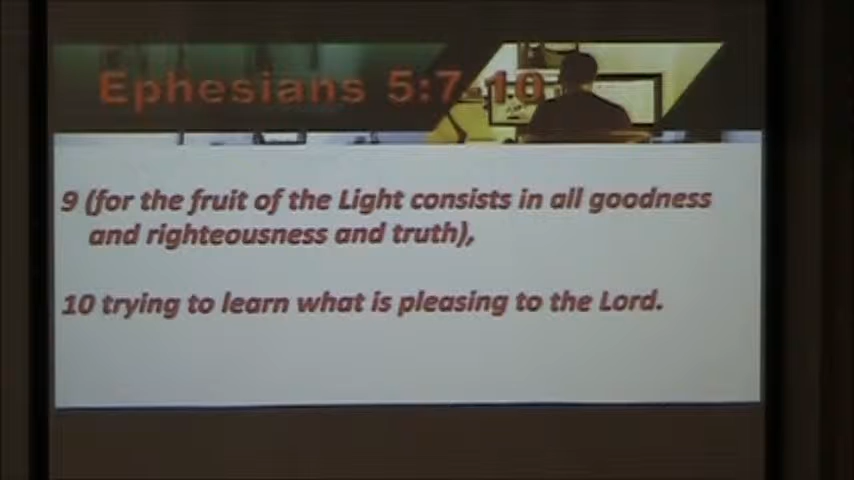 Ephesians 5:7-10
9 (for the fruit of the Light consists in all goodness
and righteousness and truth),
10 trying to learn what is pleasing to the Lord.